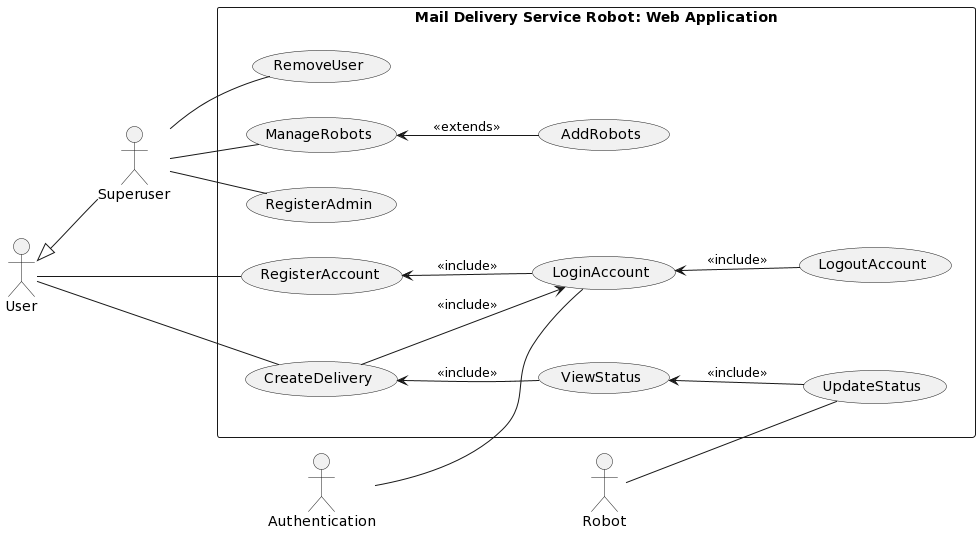 Mail Delivery Service Robot: Web Application
RemoveUser
ManageRobots
«extends»
AddRobots
Superuser
RegisterAdmin
RegisterAccount
«include»
LoginAccount
«include»
LogoutAccount
User
«include»
CreateDelivery
«include»
ViewStatus
«include»
UpdateStatus
Authentication
Robot